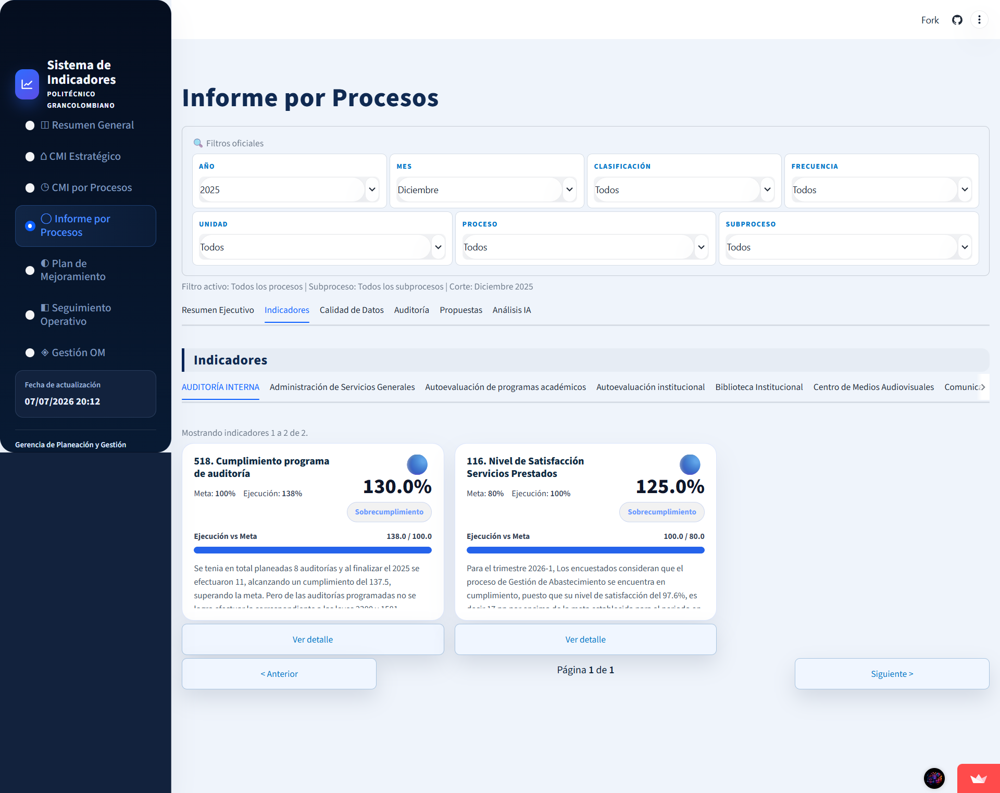 Fork
Sistema de
Indicadores
POLITÉCNICO
GRANCOLOMBIANO
Resumen General
CMI Estratégico
CMI por Procesos
Informe por
Procesos
Plan de
Mejoramiento
Seguimiento
Operativo
Gestión OM
Fecha de actualización
07/07/2026 20:12
Gerencia de Planeación y Gestión
Informe por Procesos
Filtros oficiales
AÑO
2025
MES
Diciembre
CLASIFICACIÓN
Todos
FRECUENCIA
Todos
UNIDAD
Todos
PROCESO
Todos
SUBPROCESO
Todos
Filtro activo: Todos los procesos | Subproceso: Todos los subprocesos | Corte: Diciembre 2025
Resumen Ejecutivo Indicadores Calidad de Datos Auditoría Propuestas Análisis IA
Indicadores
AUDITORÍA INTERNA Administración de Servicios Generales Autoevaluación de programas académicos Autoevaluación institucional Biblioteca Institucional Centro de Medios Audiovisuales Comunica
Mostrando indicadores 1 a 2 de 2.
518. Cumplimiento programa
de auditoría
Meta: 100% Ejecución: 138%
130.0%
Sobrecumplimiento
Ejecución vs Meta 138.0 / 100.0
Se tenia en total planeadas 8 auditorías y al finalizar el 2025 se
efectuaron 11, alcanzando un cumplimiento del 137.5,
superando la meta. Pero de las auditorías programadas no se
Ver detalle
116. Nivel de Satisfacción
Servicios Prestados
Meta: 80% Ejecución: 100%
125.0%
Sobrecumplimiento
Ejecución vs Meta 100.0 / 80.0
Para el trimestre 2026-1, Los encuestados consideran que el
proceso de Gestión de Abastecimiento se encuentra en
cumplimiento, puesto que su nivel de satisfacción del 97.6%, es
Ver detalle
< Anterior
Página 1 de 1
Siguiente >